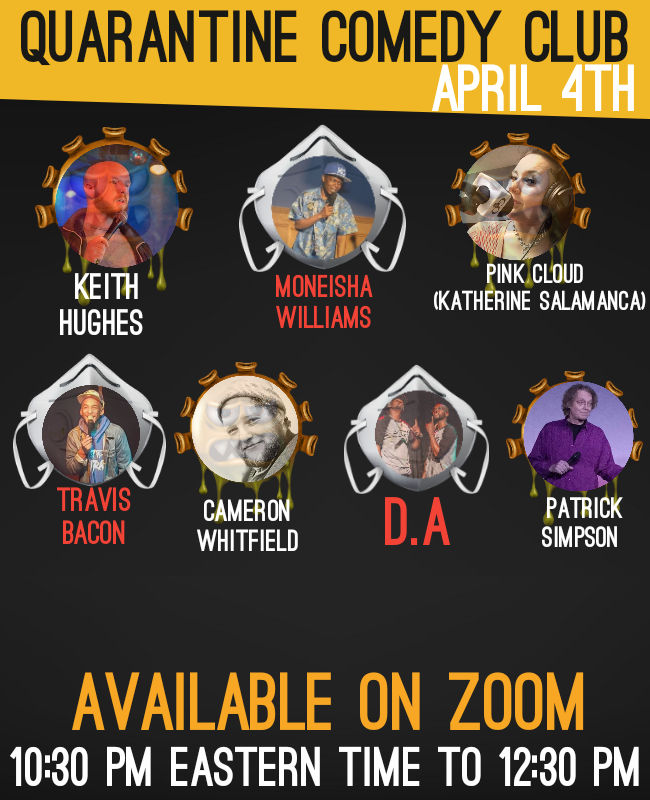 QUARANTINE COMEDY CLUB
APRIL 4TH
KEITH
HUGHES
MONEISHA
WILLIAMS
PINK CLOUD
(KATHERINE SALAMANCA)
TRAVIS
BACON
CAMERON
WHITFIELD
D.A
PATRICK
SIMPSON
AVAILABLE ON ZOOM
10:30 PM EASTERN TIME TO 12:30 PM